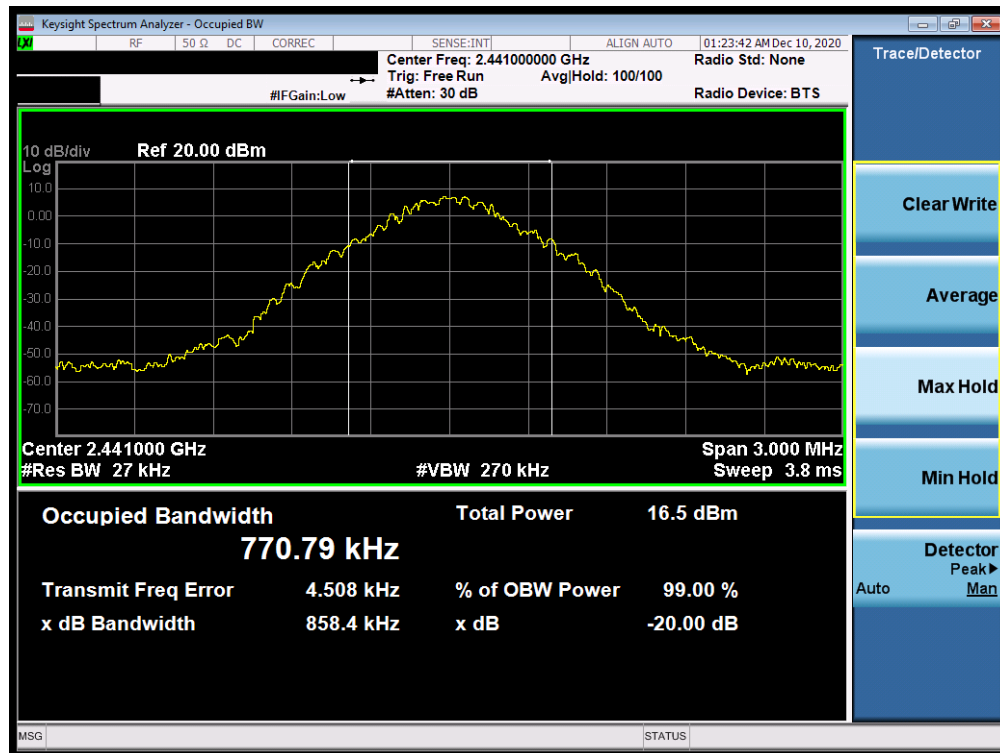 Keysight Spectrum Analyzer - Occupied BW
LXI RF 50 Ω DC CORREC SENSE:INT ALIGN AUTO 01:23:42 AM Dec 10, 2020
Center Freq: 2.441000000 GHz Radio Std: None
Trig: Free Run Avg|Hold: 100/100
#IFGain:Low #Atten: 30 dB Radio Device: BTS
10 dB/div Ref 20.00 dBm
Log
10.0
0.00
-10.0
-20.0
-30.0
-40.0
-50.0
-60.0
-70.0
Center 2.441000 GHz Span 3.000 MHz
#Res BW 27 kHz #VBW 270 kHz Sweep 3.8 ms
Occupied Bandwidth Total Power 16.5 dBm
770.79 kHz
Transmit Freq Error 4.508 kHz % of OBW Power 99.00 %
x dB Bandwidth 858.4 kHz x dB -20.00 dB
MSG STATUS
Trace/Detector
Clear Write
Average
Max Hold
Min Hold
Detector
Peak▶
Auto Man